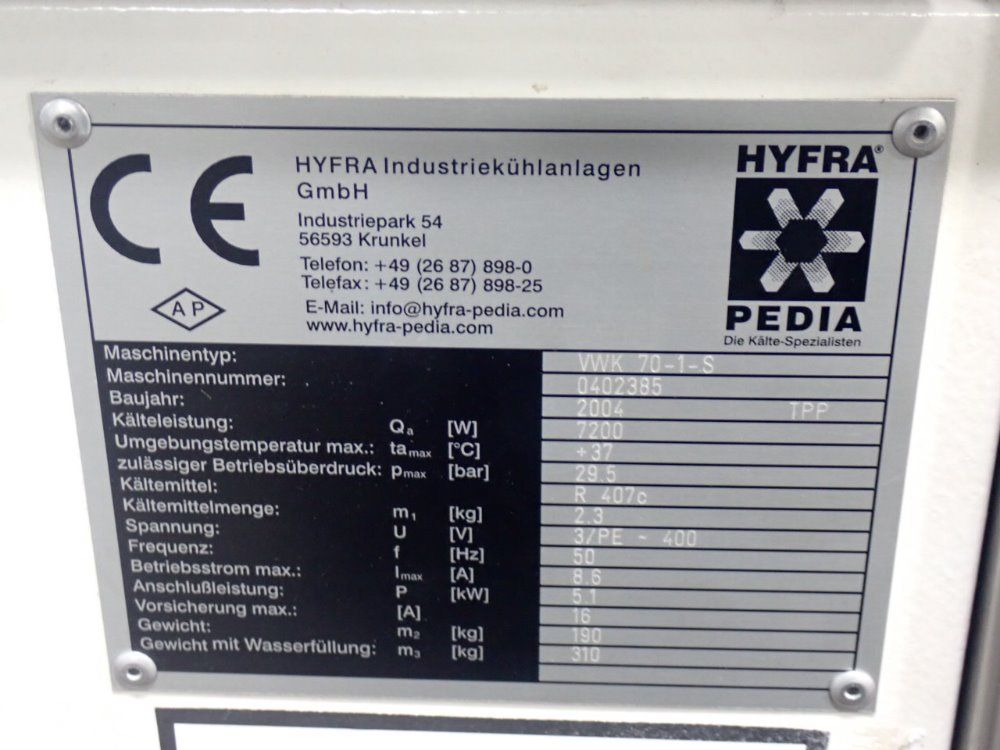 CE
HYFRA Industriekühlanlagen
GmbH
Industriepark 54
56593 Krunkel
Telefon: +49 (26 87) 898-0
Telefax: +49 (26 87) 898-25
E-Mail: info@hyfra-pedia.com
www.hyfra-pedia.com
AP
HYFRA®
PEDIA
Die Kälte-Spezialisten
Maschinentyp: VWK 70-1-S
Maschinennummer: 0402385
Baujahr: 2004 TPP
Kälteleistung: Qa [W] 7200
Umgebungstemperatur max.: ta max [°C] +37
zulässiger Betriebsüberdruck: pmax [bar] 29.5
Kältemittel: R 407c
Kältemittelmenge: m1 [kg] 2.3
Spannung: U [V] 3/PE ~ 400
Frequenz: f [Hz] 50
Betriebsstrom max.: Imax [A] 8.6
Anschlußleistung: P [kW] 5.1
Vorsicherung max.: [A] 16
Gewicht: m2 [kg] 190
Gewicht mit Wasserfüllung: m3 [kg] 310